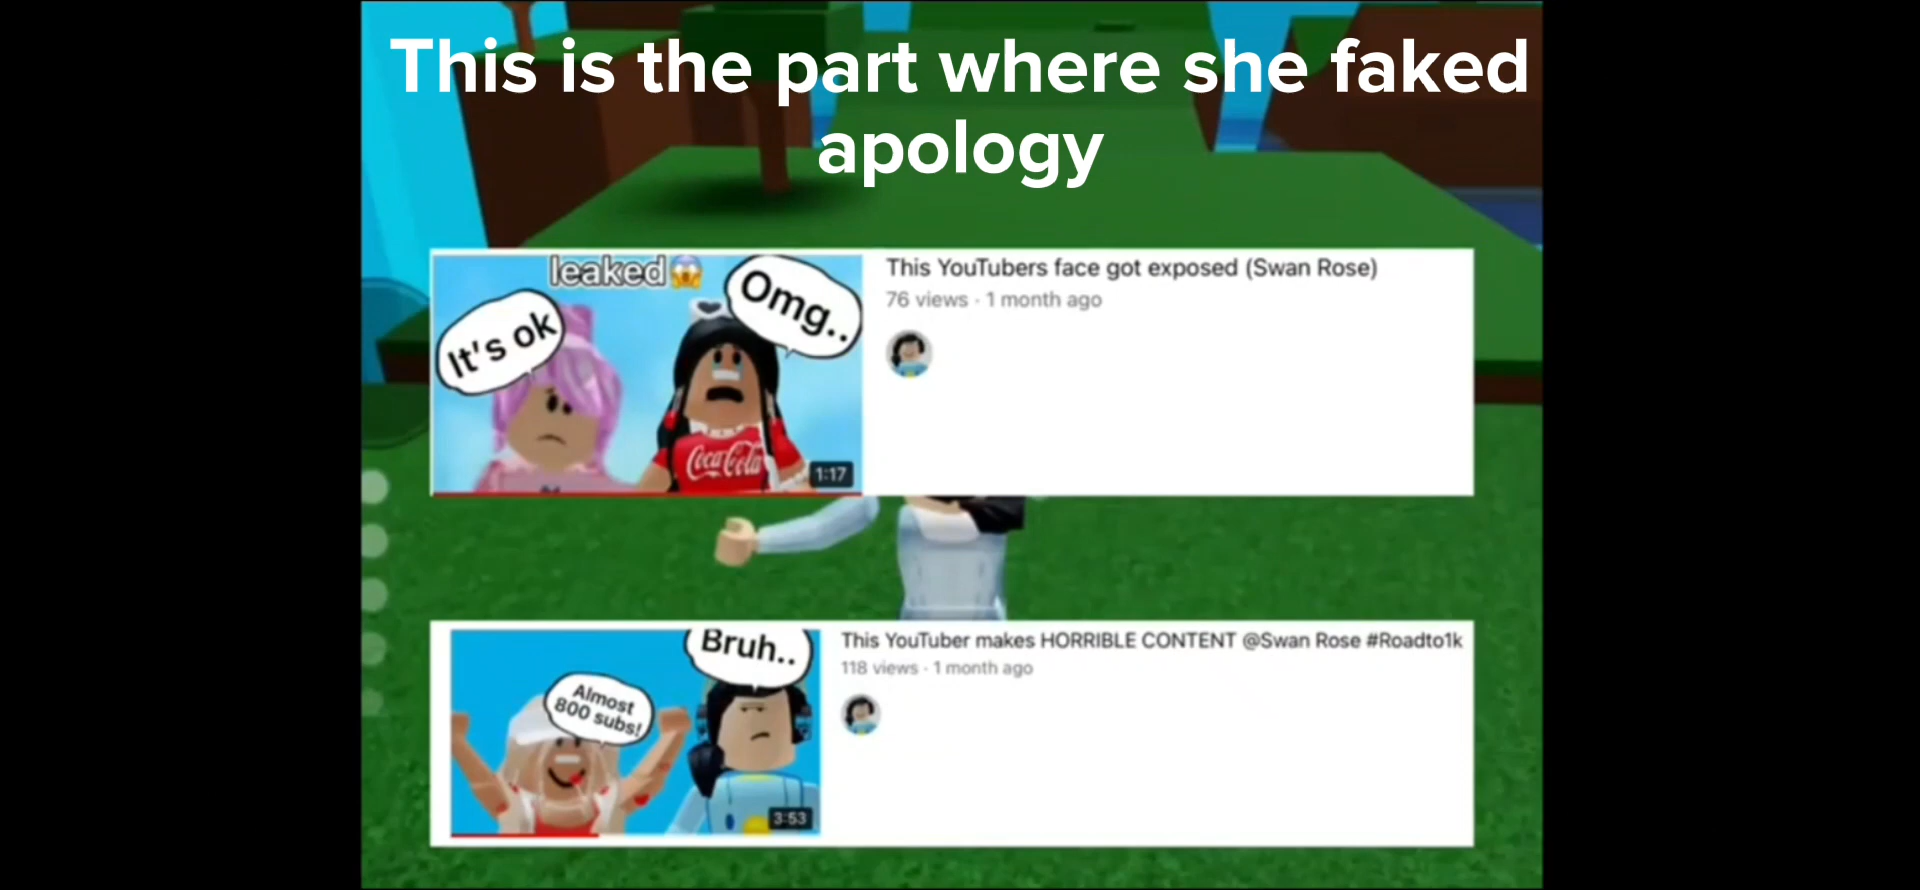 This is the part where she faked
apology
leaked😱
Omg..
It's ok
Coca-Cola
1:17
This YouTubers face got exposed (Swan Rose)
76 views · 1 month ago
Bruh..
Almost
800 subs!
3:53
This YouTuber makes HORRIBLE CONTENT @Swan Rose #Roadto1k
118 views · 1 month ago